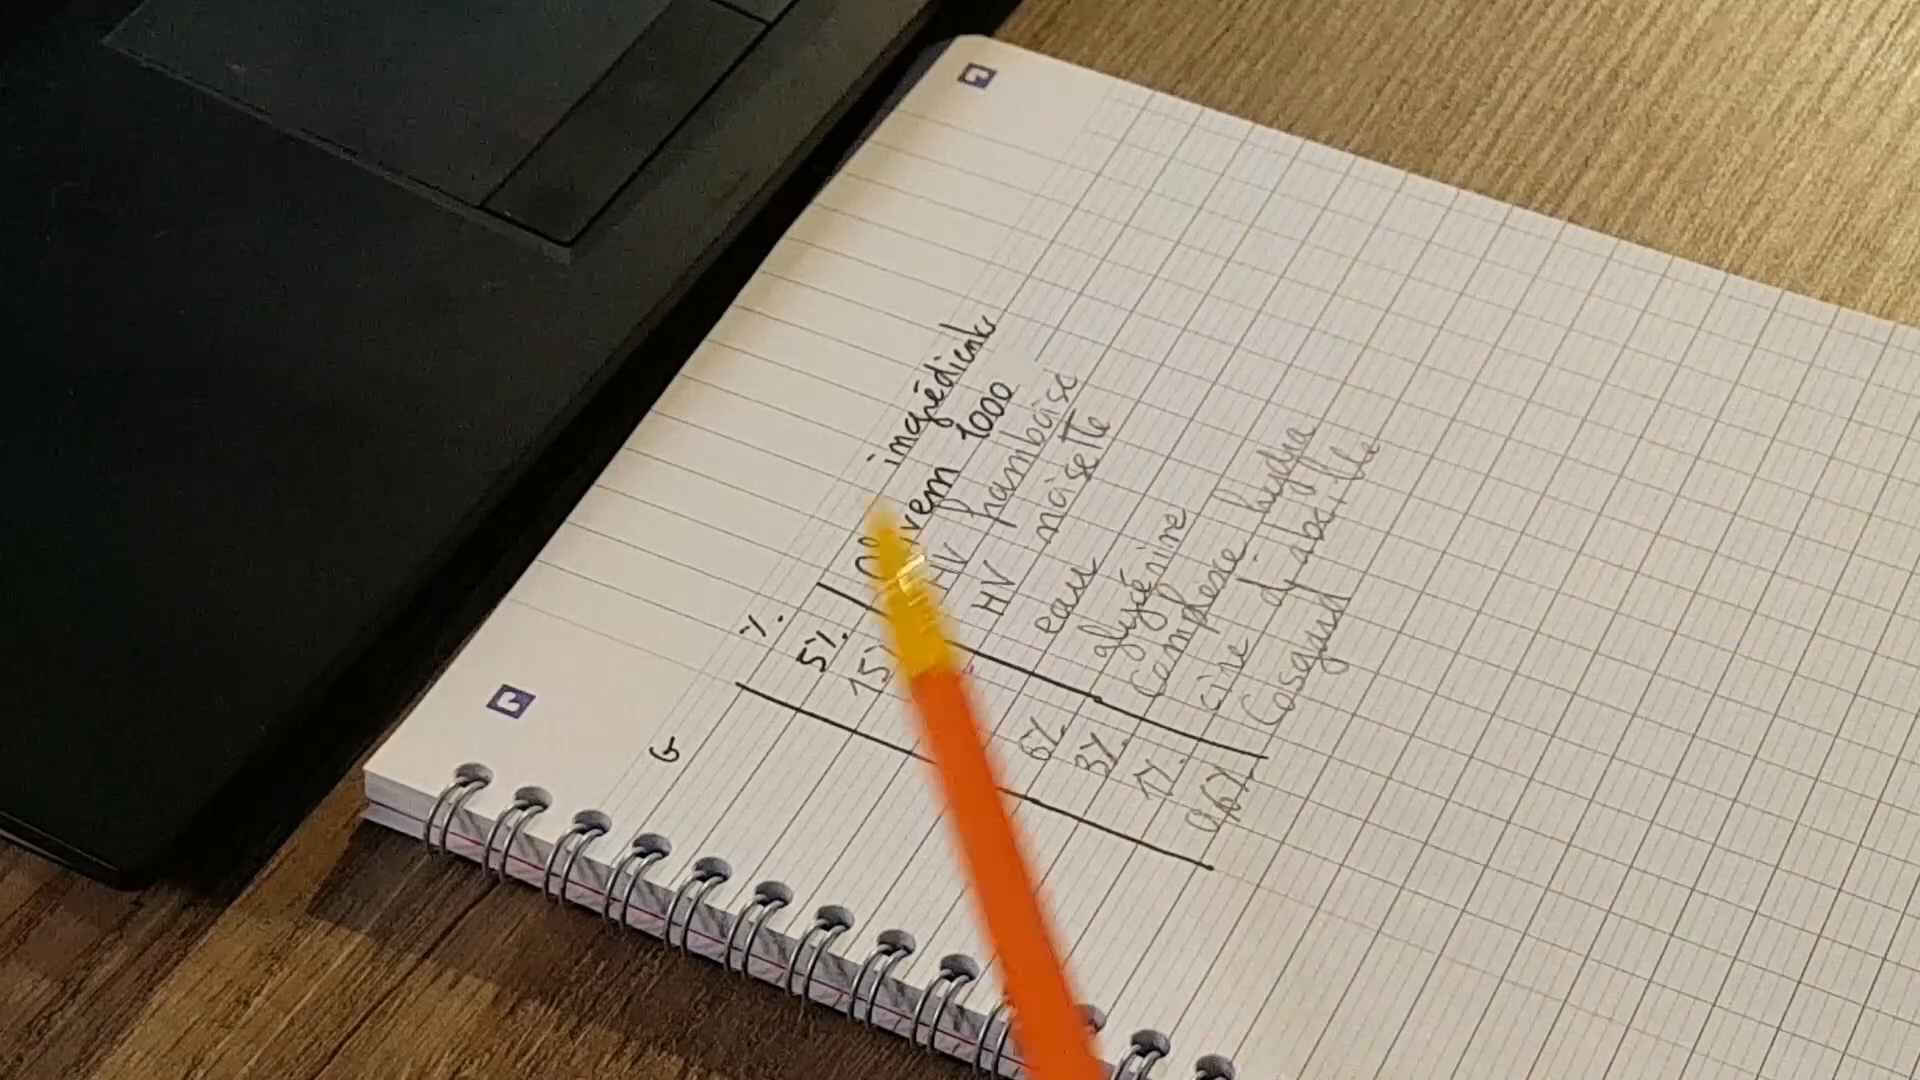 G % ingrédients
5% Olivem 1000
15% HV framboise
HV noisette
eau
6% glycérine
3% complexe hydra
1% cire d'abeille
0,6% Cosgard